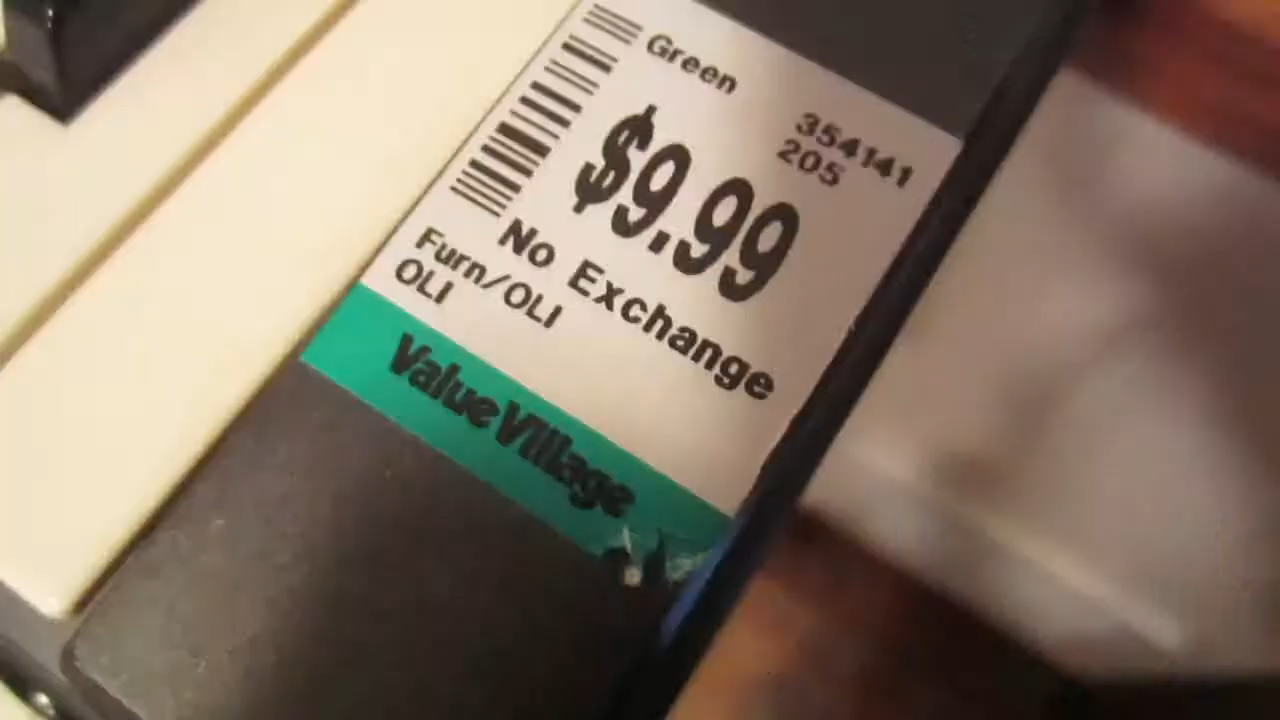 Green
354141
205
$9.99
No Exchange
Furn/OLI
OLI
Value Village